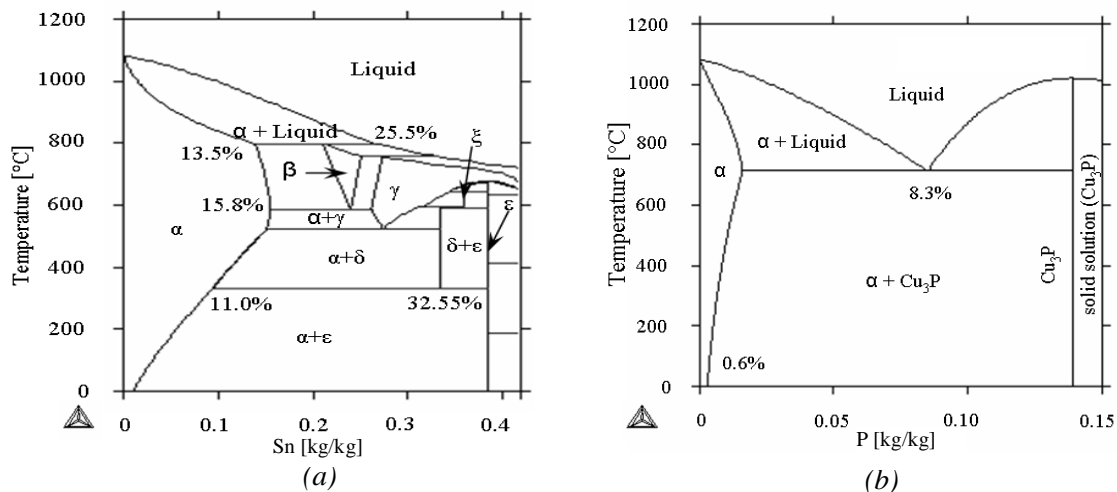 1200
1000
800
600
400
200
0
Temperature [°C]
Liquid
α + Liquid
25.5%
ξ
13.5%
β
γ
15.8%
ε
α
α+γ
α+δ
δ+ε
11.0%
32.55%
α+ε
0
0.1
0.2
0.3
0.4
Sn [kg/kg]
(a)
1200
1000
800
600
400
200
0
Temperature [°C]
Liquid
α + Liquid
α
8.3%
Cu₃P
solid solution (Cu₃P)
α + Cu₃P
0.6%
0
0.05
0.10
0.15
P [kg/kg]
(b)